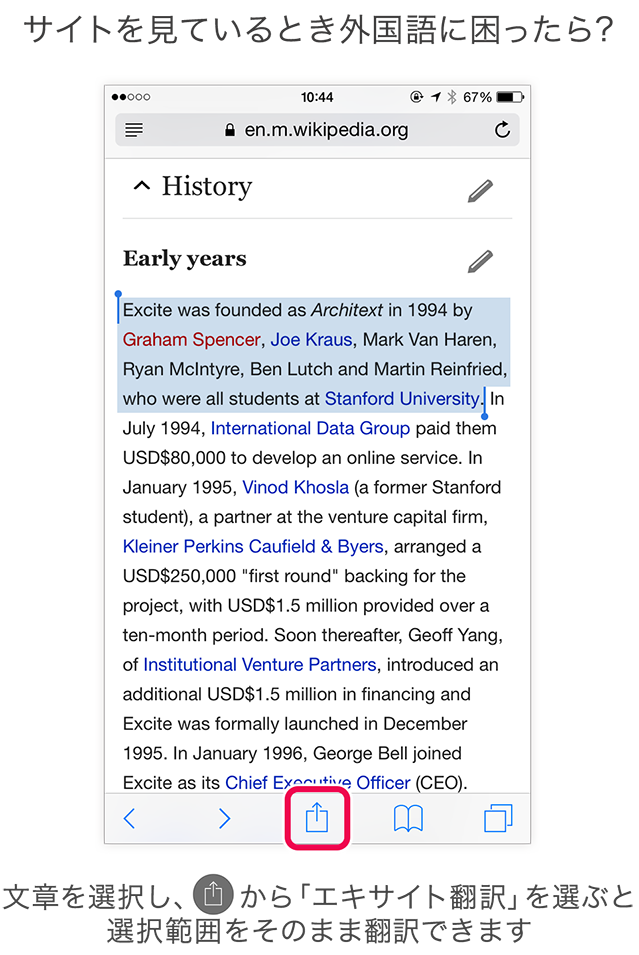 サイトを見ているとき外国語に困ったら?
10:44
67%
en.m.wikipedia.org
History
Early years
Excite was founded as Architext in 1994 by
Graham Spencer, Joe Kraus, Mark Van Haren,
Ryan McIntyre, Ben Lutch and Martin Reinfried,
who were all students at Stanford University. In
July 1994, International Data Group paid them
USD$80,000 to develop an online service. In
January 1995, Vinod Khosla (a former Stanford
student), a partner at the venture capital firm,
Kleiner Perkins Caufield & Byers, arranged a
USD$250,000 "first round" backing for the
project, with USD$1.5 million provided over a
ten-month period. Soon thereafter, Geoff Yang,
of Institutional Venture Partners, introduced an
additional USD$1.5 million in financing and
Excite was formally launched in December
1995. In January 1996, George Bell joined
Excite as its Chief Executive Officer (CEO).
文章を選択し、から「エキサイト翻訳」を選ぶと
選択範囲をそのまま翻訳できます